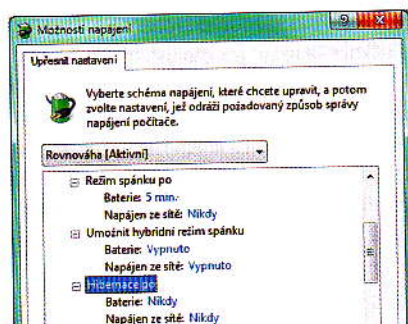 Možnosti napájení
Upřesnit nastavení
Vyberte schéma napájení, které chcete upravit, a potom
zvolte nastavení, jež odráží požadovaný způsob správy
napájení počítače.
Rovnováha [Aktivní]
Režim spánku po
Baterie: 5 min.
Napájen ze sítě: Nikdy
Umožnit hybridní režim spánku
Baterie: Vypnuto
Napájen ze sítě: Vypnuto
Hibernace po
Baterie: Nikdy
Napájen ze sítě: Nikdy